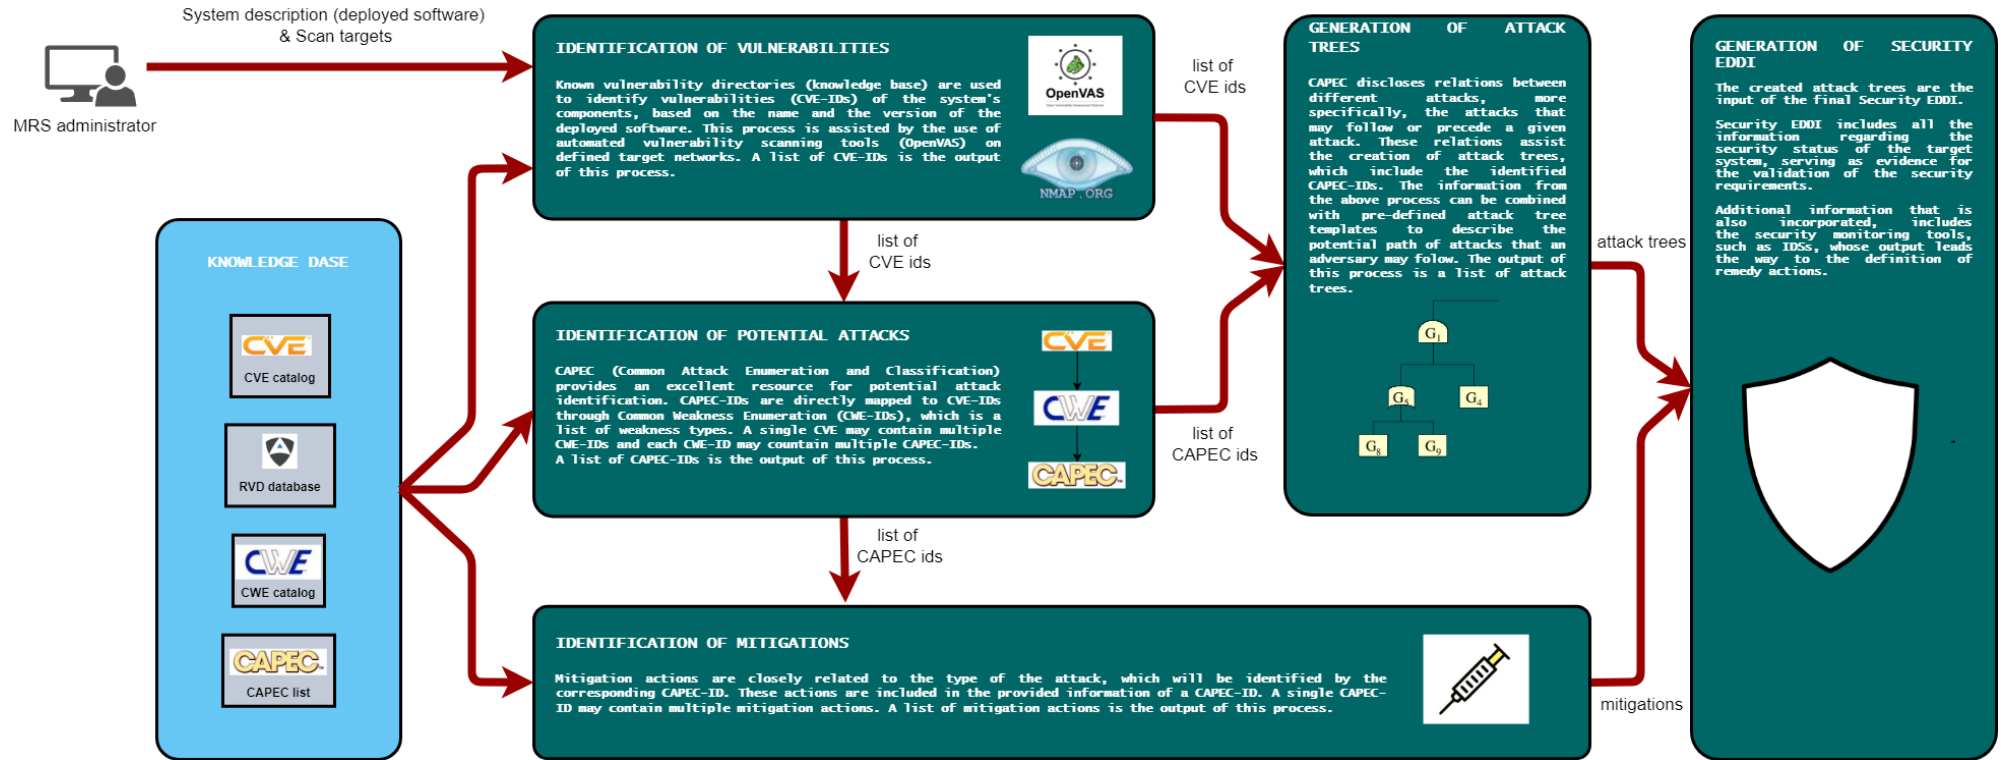 System description (deployed software)
& Scan targets
MRS administrator
KNOWLEDGE DASE
CVE
CVE catalog
RVD database
CWE
CWE catalog
CAPEC
CAPEC list
IDENTIFICATION OF VULNERABILITIES
Known vulnerability directories (knowledge base) are used
to identify vulnerabilities (CVE-IDs) of the system's
components, based on the name and the version of the
deployed software. This process is assisted by the use of
automated vulnerability scanning tools (OpenVAS) on
defined target networks. A list of CVE-IDs is the output
of this process.
OpenVAS
NMAP.ORG
list of
CVE ids
list of
CVE ids
IDENTIFICATION OF POTENTIAL ATTACKS
CAPEC (Common Attack Enumeration and Classification)
provides an excellent resource for potential attack
identification. CAPEC-IDs are directly mapped to CVE-IDs
through Common Weakness Enumeration (CWE-IDs), which is a
list of weakness types. A single CVE may contain multiple
CWE-IDs and each CWE-ID may countain multiple CAPEC-IDs.
A list of CAPEC-IDs is the output of this process.
CVE
CWE
CAPEC
list of
CAPEC ids
list of
CAPEC ids
IDENTIFICATION OF MITIGATIONS
Mitigation actions are closely related to the type of the attack, which will be identified by the
corresponding CAPEC-ID. These actions are included in the provided information of a CAPEC-ID. A single CAPEC-
ID may contain multiple mitigation actions. A list of mitigation actions is the output of this process.
GENERATION OF ATTACK
TREES
CAPEC discloses relations between
different attacks, more
specifically, the attacks that
may follow or precede a given
attack. These relations assist
the creation of attack trees,
which include the identified
CAPEC-IDs. The information from
the above process can be combined
with pre-defined attack tree
templates to describe the
potential path of attacks that an
adversary may folow. The output of
this process is a list of attack
trees.
G1
G5
G4
G8
G9
attack trees
mitigations
GENERATION OF SECURITY
EDDI
The created attack trees are the
input of the final Security EDDI.
Security EDDI includes all the
information regarding the
security status of the target
system, serving as evidence for
the validation of the security
requirements.
Additional information that is
also incorporated, includes
the security monitoring tools,
such as IDSs, whose output leads
the way to the definition of
remedy actions.